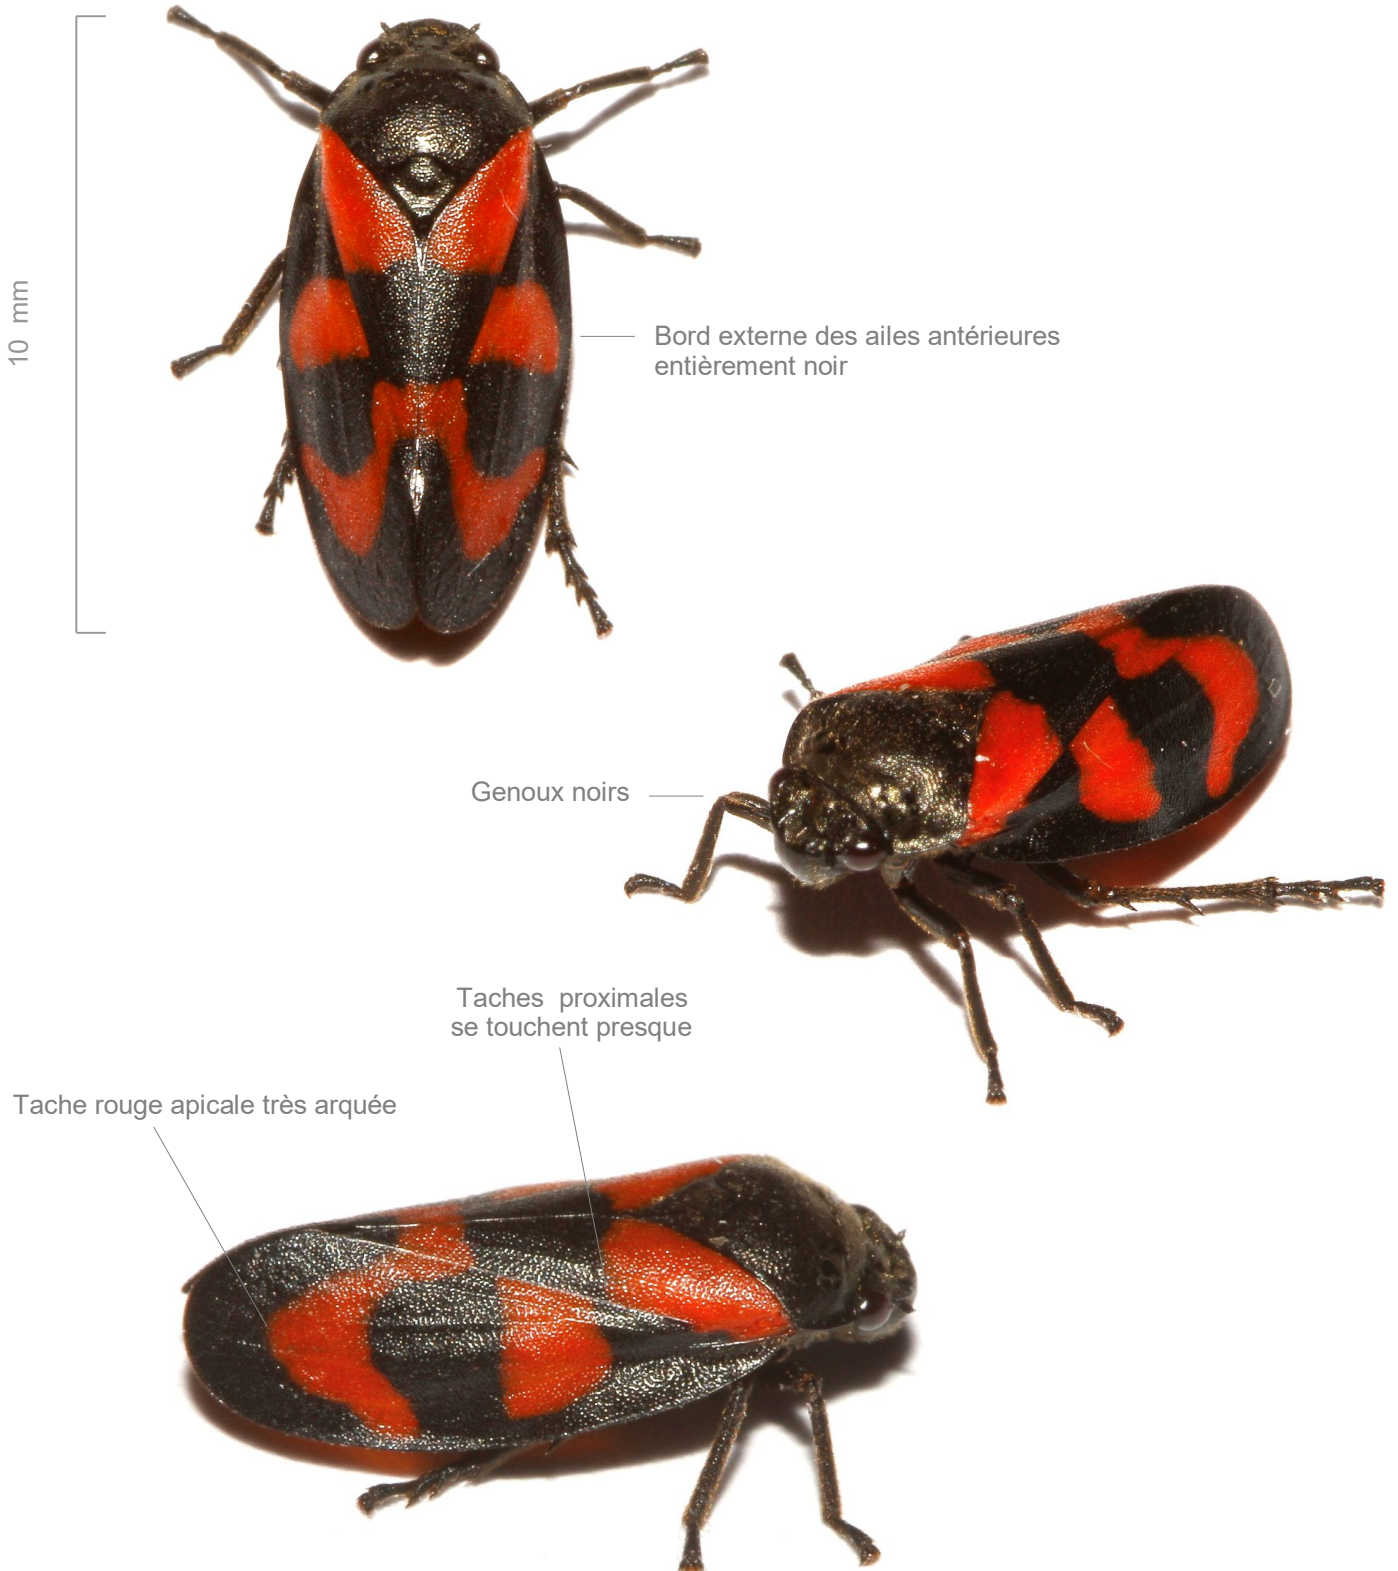 10 mm
Bord externe des ailes antérieures
entièrement noir
Genoux noirs
Taches proximales
se touchent presque
Tache rouge apicale très arquée